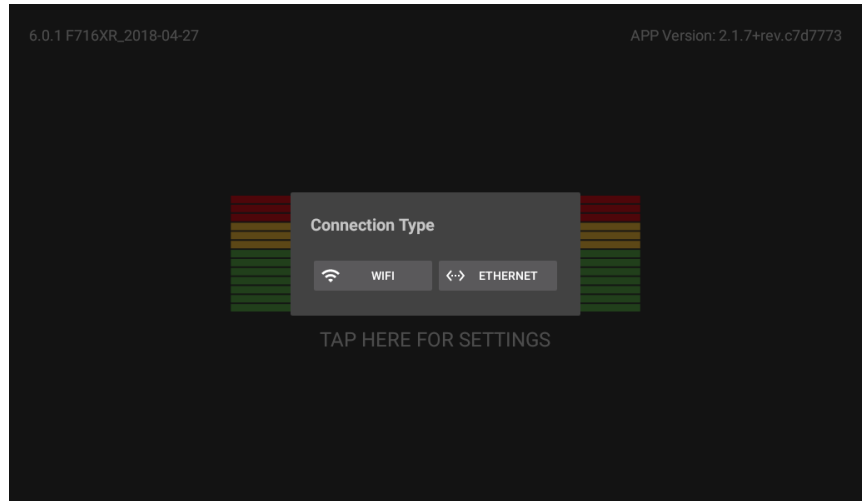 6.0.1 F716XR_2018-04-27
APP Version: 2.1.7+rev.c7d7773
Connection Type
WIFI
ETHERNET
TAP HERE FOR SETTINGS